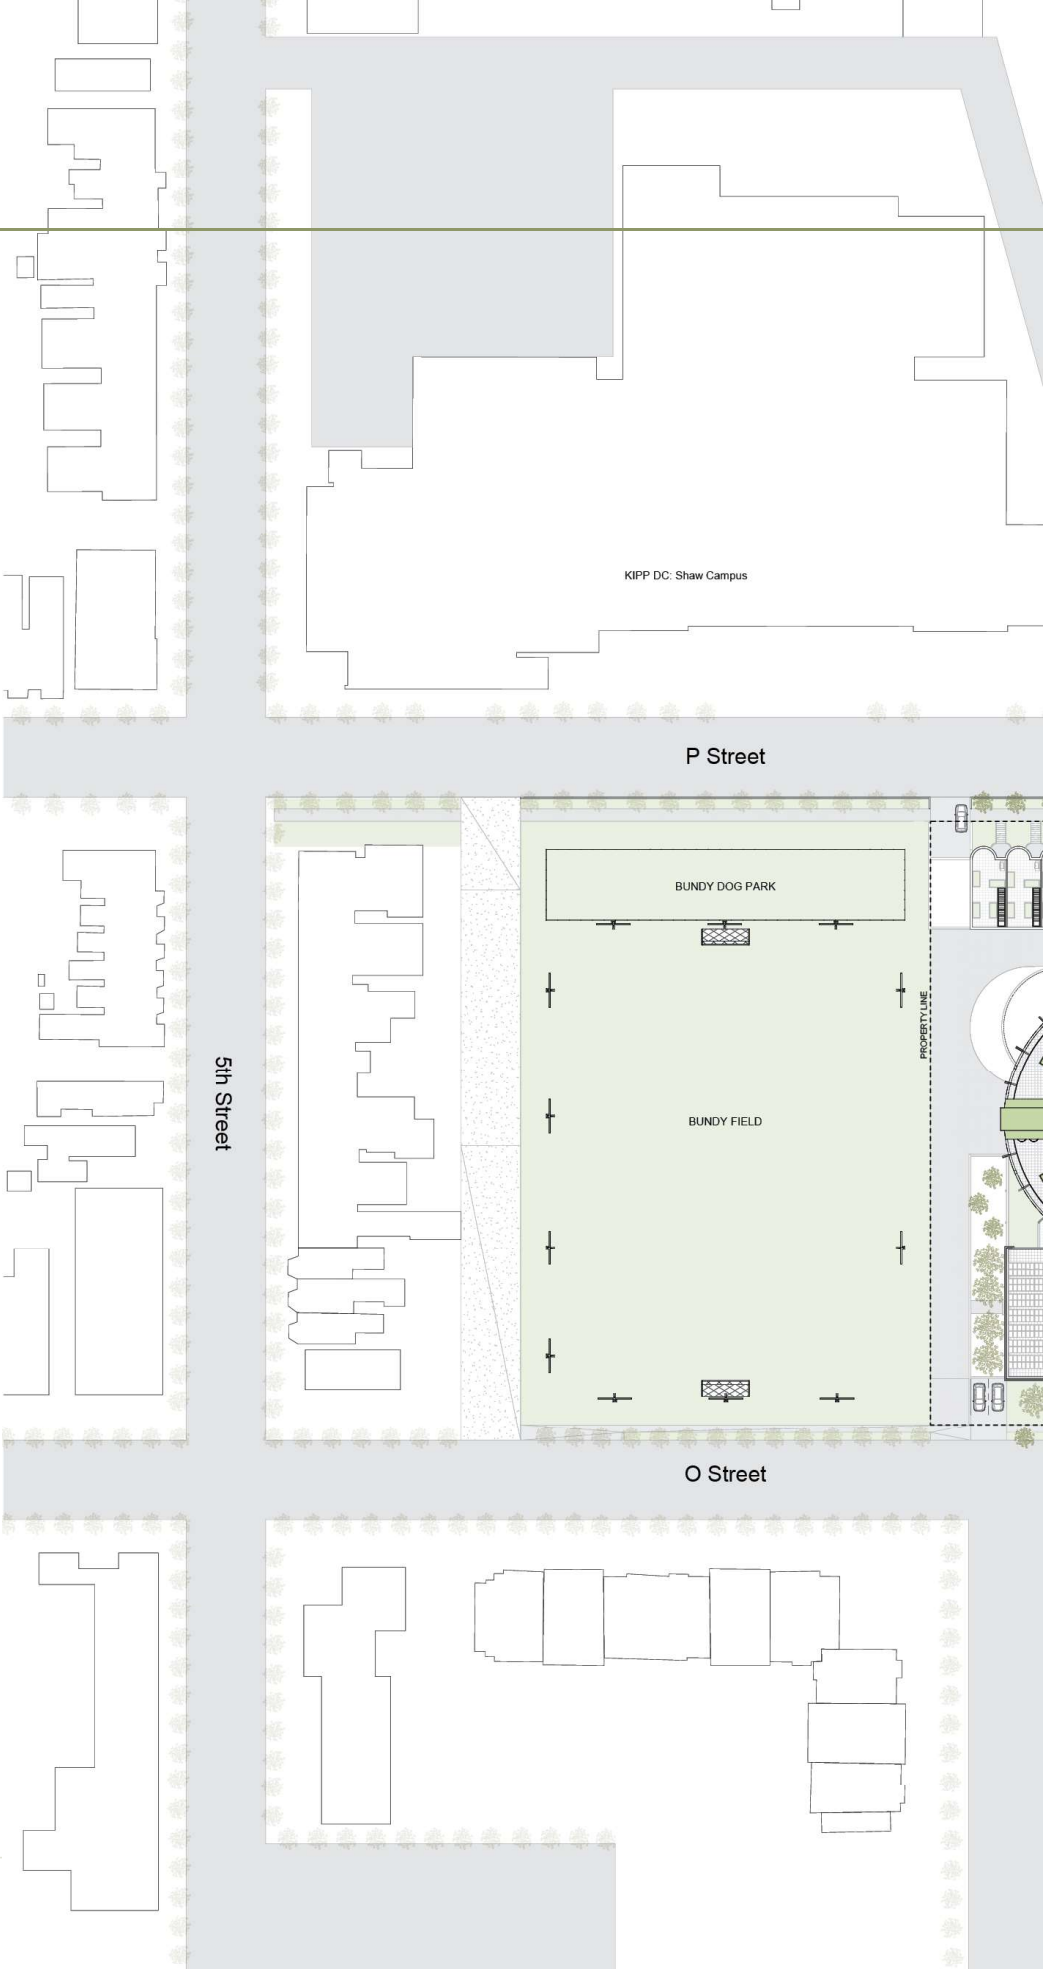 KIPP DC: Shaw Campus
P Street
BUNDY DOG PARK
PROPERTY LINE
5th Street
BUNDY FIELD
O Street